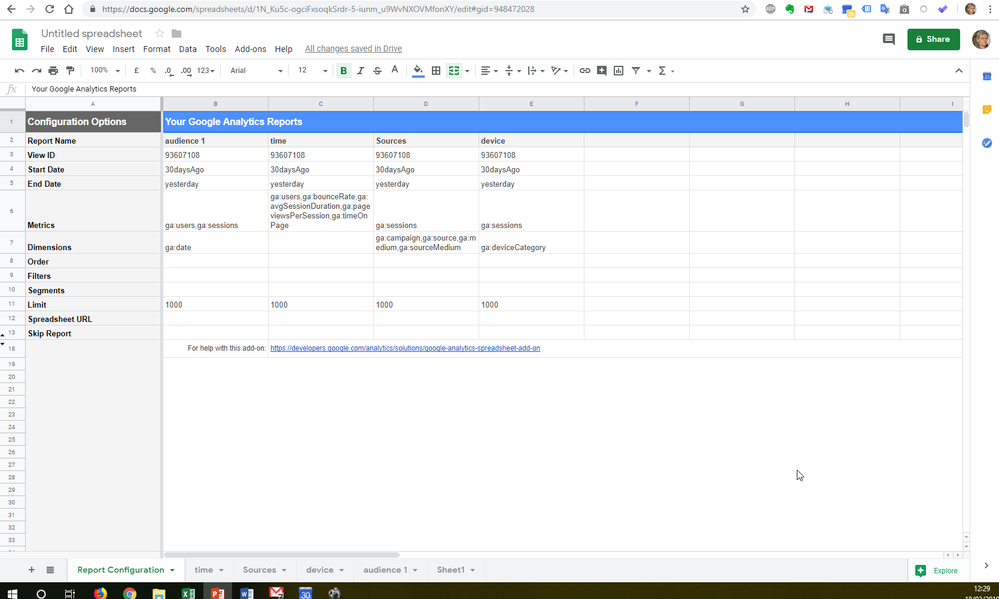 https://docs.google.com/spreadsheets/d/1N_Ku5c-ogciFxsoqkSrdr-5-iunm_u9WvNXOVMfonXY/edit#gid=948472028
ABP
2h
Untitled spreadsheet
File Edit View Insert Format Data Tools Add-ons Help All changes saved in Drive
Share
100% £ % .0 .00 123 Arial 12 B I S A Σ
31
fx Your Google Analytics Reports
A B C D E F G H I
1 Configuration Options Your Google Analytics Reports
2 Report Name audience 1 time Sources device
3 View ID 93607108 93607108 93607108 93607108
4 Start Date 30daysAgo 30daysAgo 30daysAgo 30daysAgo
5 End Date yesterday yesterday yesterday yesterday
ga:users,ga:bounceRate,ga:
avgSessionDuration,ga:page
6 viewsPerSession,ga:timeOn
Metrics ga:users,ga:sessions Page ga:sessions ga:sessions
7 ga:campaign,ga:source,ga:m
Dimensions ga:date edium,ga:sourceMedium ga:deviceCategory
8 Order
9 Filters
10 Segments
11 Limit 1000 1000 1000 1000
12 Spreadsheet URL
13 Skip Report
18 For help with this add-on: https://developers.google.com/analytics/solutions/google-analytics-spreadsheet-add-on
19
20
21
22
23
24
25
26
27
28
29
30
31
32
33
+ Report Configuration time Sources device audience 1 Sheet1 Explore
30
12:29